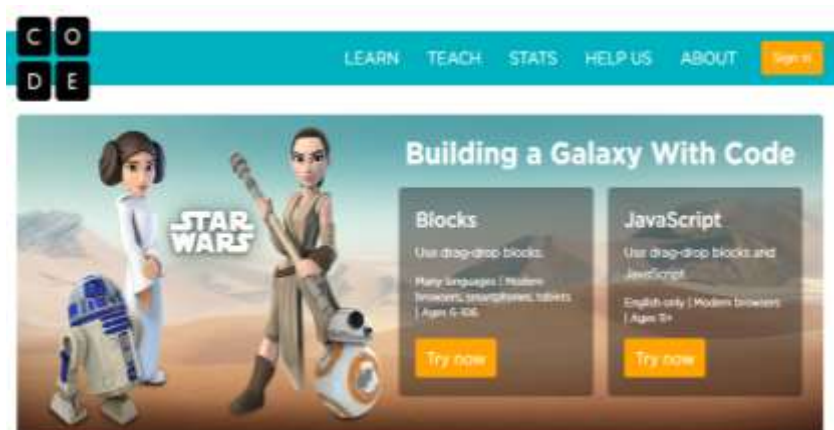 C O
D E
LEARN TEACH STATS HELP US ABOUT Sign in
STAR
WARS
Building a Galaxy With Code
Blocks
Use drag-drop blocks.
Many languages | Modern
browsers, smartphones, tablets
| Ages 6-106
Try now
JavaScript
Use drag-drop blocks and
JavaScript
English only | Modern browsers
| Ages 11+
Try now